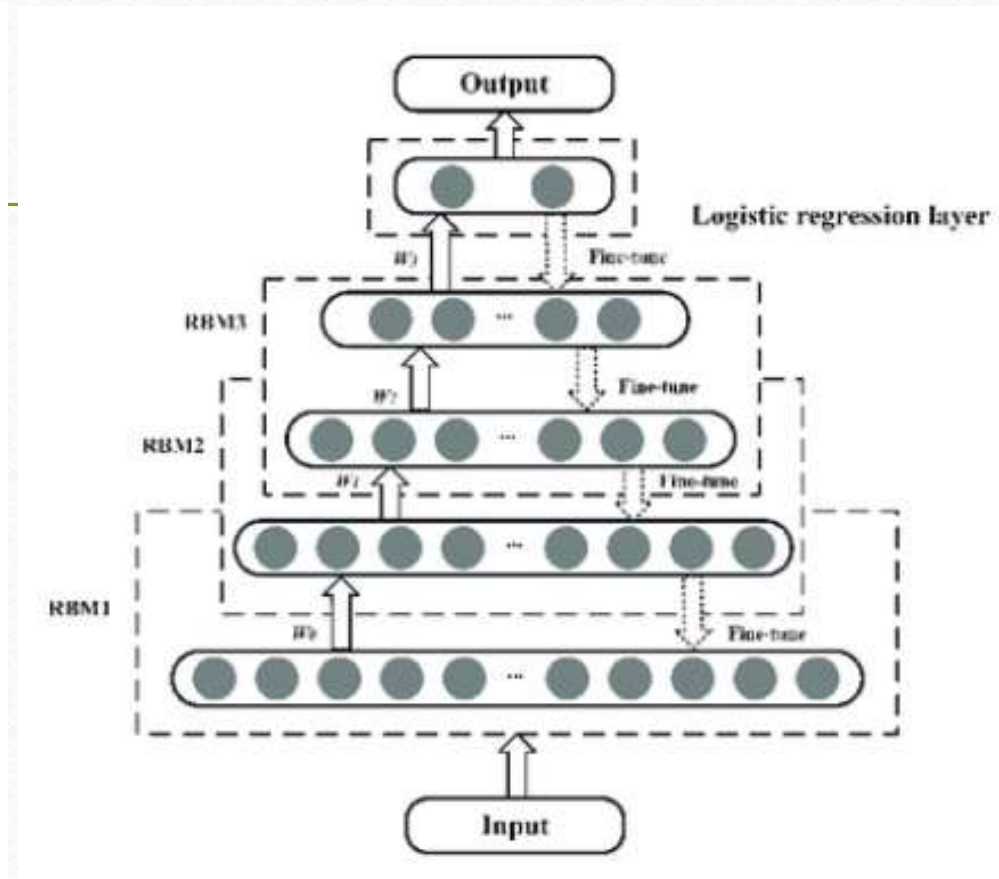 Output
Logistic regression layer
W3 Fine-tune
RBM3
...
W2 Fine-tune
RBM2
...
W1 Fine-tune
...
RBM1
W0 Fine-tune
...
Input